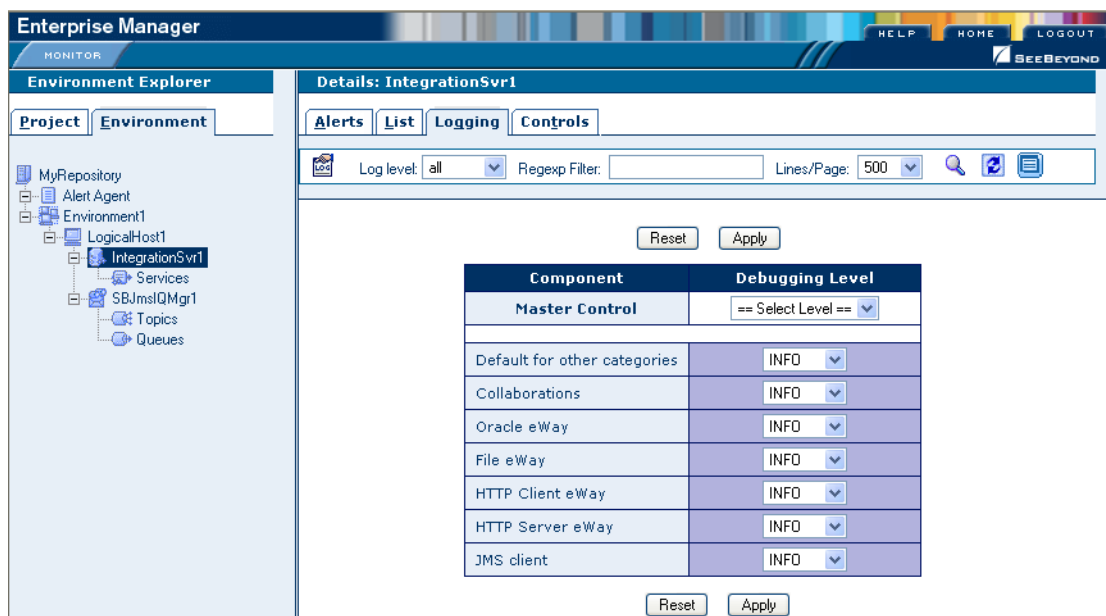 Enterprise Manager
HELP
HOME
LOGOUT
MONITOR
SEEBEYOND
Environment Explorer
Details: IntegrationSvr1
Project
Environment
Alerts
List
Logging
Controls
LOG
Log level:
all
Regexp Filter:
Lines/Page:
500
MyRepository
Alert Agent
Environment1
LogicalHost1
IntegrationSvr1
Services
SBJmsIQMgr1
Topics
Queues
Reset
Apply
Component
Debugging Level
Master Control
== Select Level ==
Default for other categories
INFO
Collaborations
INFO
Oracle eWay
INFO
File eWay
INFO
HTTP Client eWay
INFO
HTTP Server eWay
INFO
JMS client
INFO
Reset
Apply